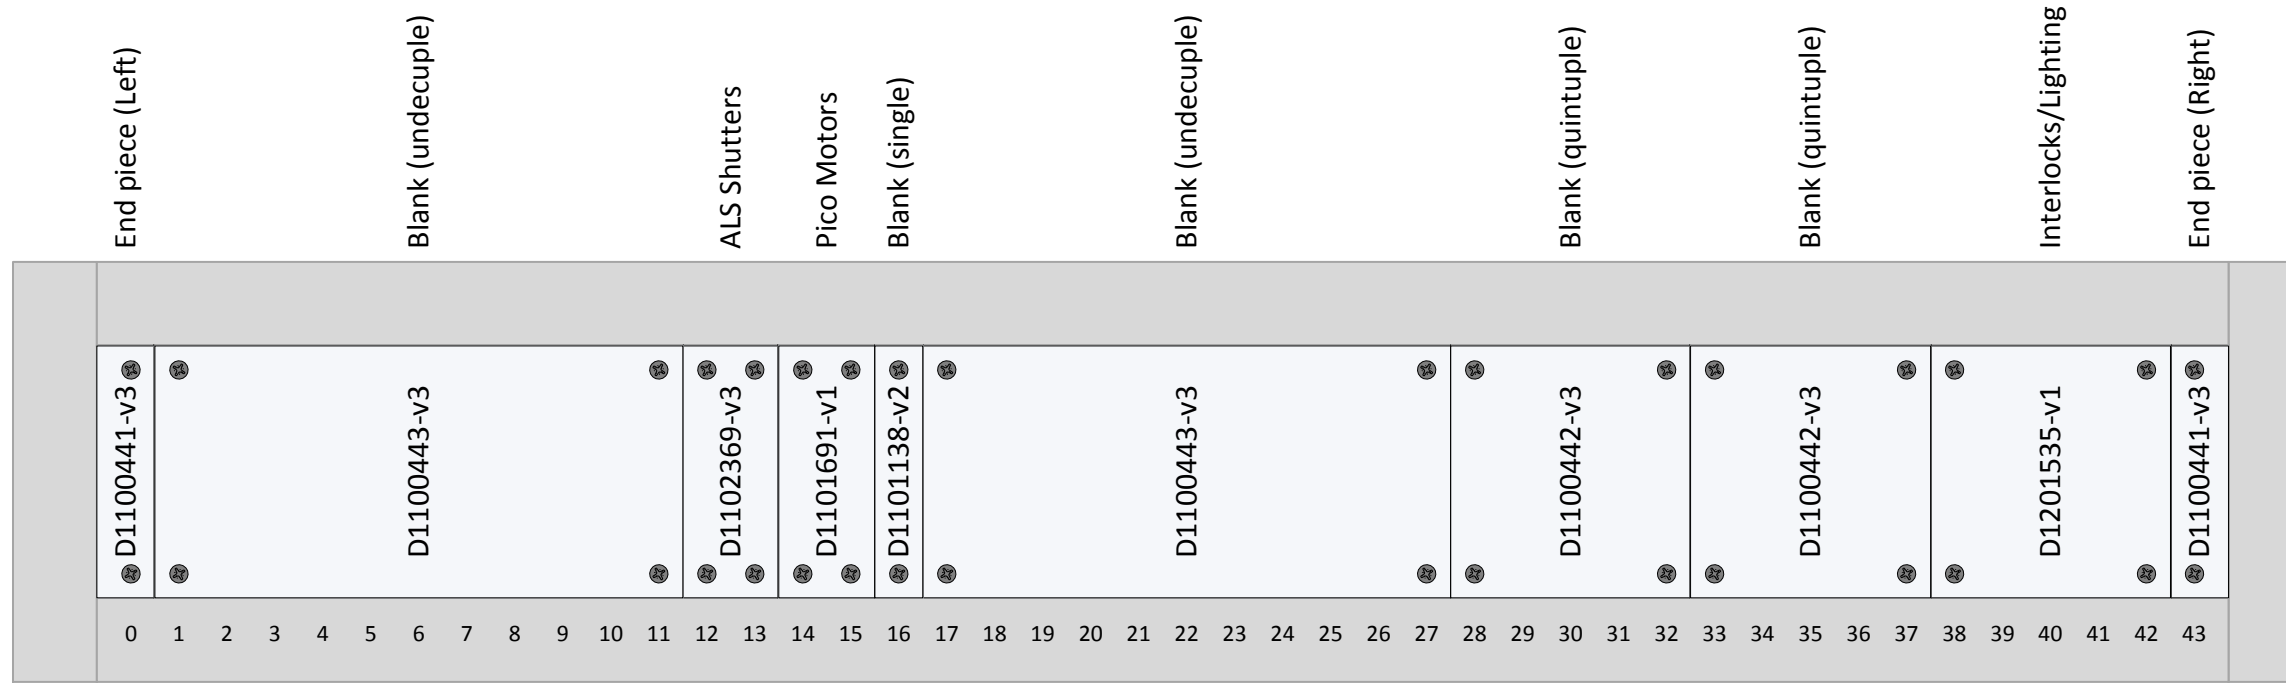 End piece (Left)
Blank (undecuple)
ALS Shutters
Pico Motors
Blank (single)
Blank (undecuple)
Blank (quintuple)
Blank (quintuple)
Interlocks/Lighting
End piece (Right)
D1100441-v3
D1100443-v3
D1102369-v3
D1101691-v1
D1101138-v2
D1100443-v3
D1100442-v3
D1100442-v3
D1201535-v1
D1100441-v3
0 1 2 3 4 5 6 7 8 9 10 11 12 13 14 15 16 17 18 19 20 21 22 23 24 25 26 27 28 29 30 31 32 33 34 35 36 37 38 39 40 41 42 43